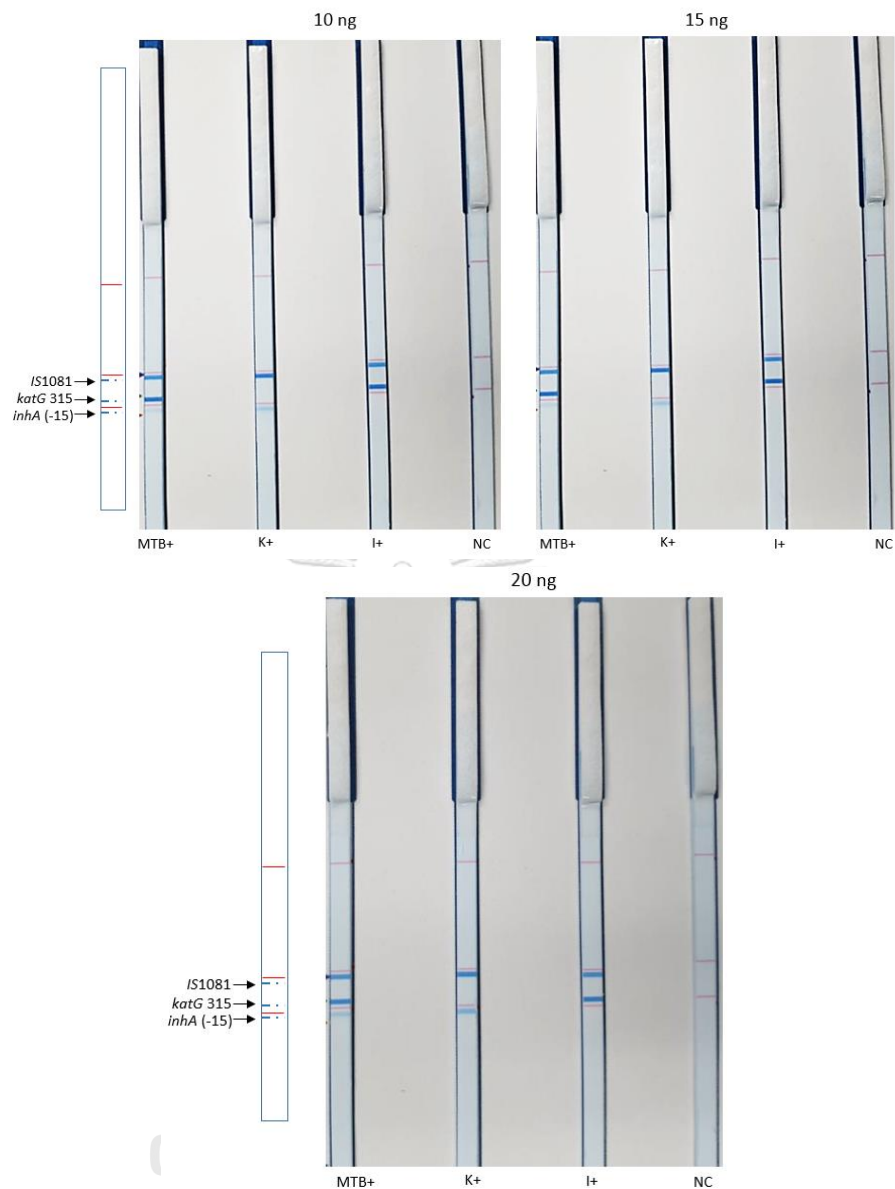 10 ng
15 ng
IS1081
katG 315
inhA (-15)
MTB+ K+ I+ NC
MTB+ K+ I+ NC
20 ng
IS1081
katG 315
inhA (-15)
MTB+ K+ I+ NC